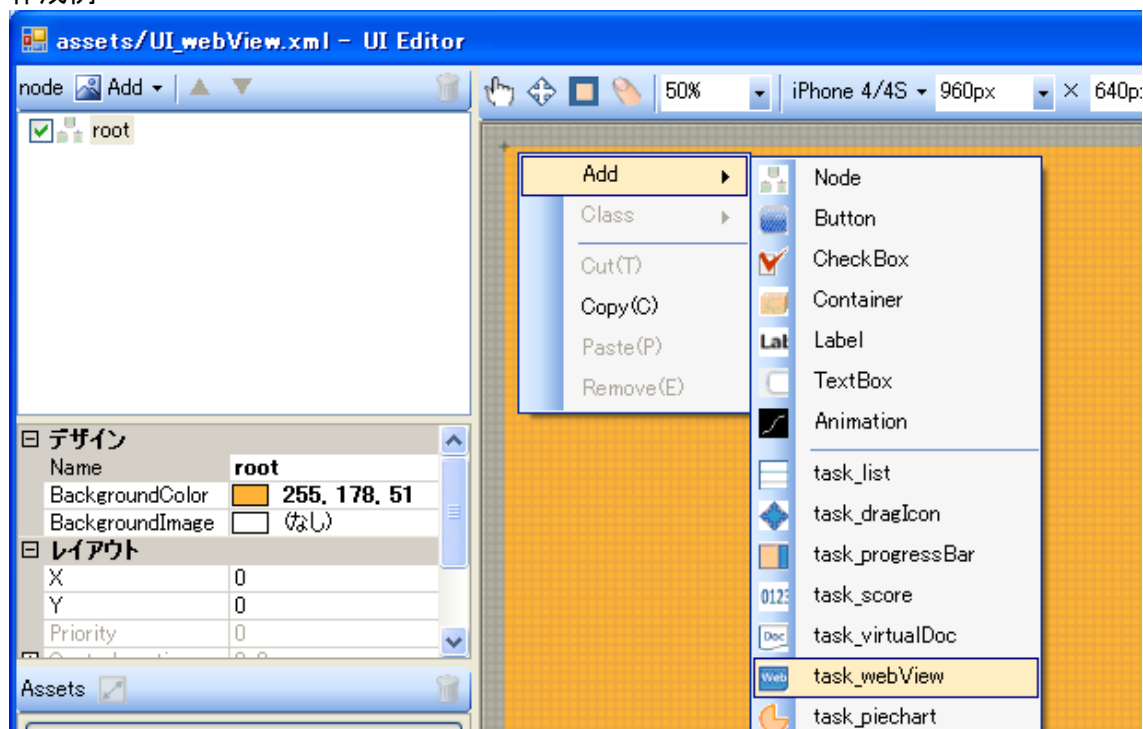 assets/UI_webView.xml - UI Editor
node Add
50% iPhone 4/4S 960px ×
root
Add
Class
Cut(T)
Copy(C)
Paste(P)
Remove(E)
Node
Button
CheckBox
Container
Label
TextBox
Animation
task_list
task_dragIcon
task_progressBar
task_score
task_virtualDoc
task_webView
task_piechart
デザイン
Name root
BackgroundColor 255, 178, 51
BackgroundImage (なし)
レイアウト
X 0
Y 0
Priority 0
Assets